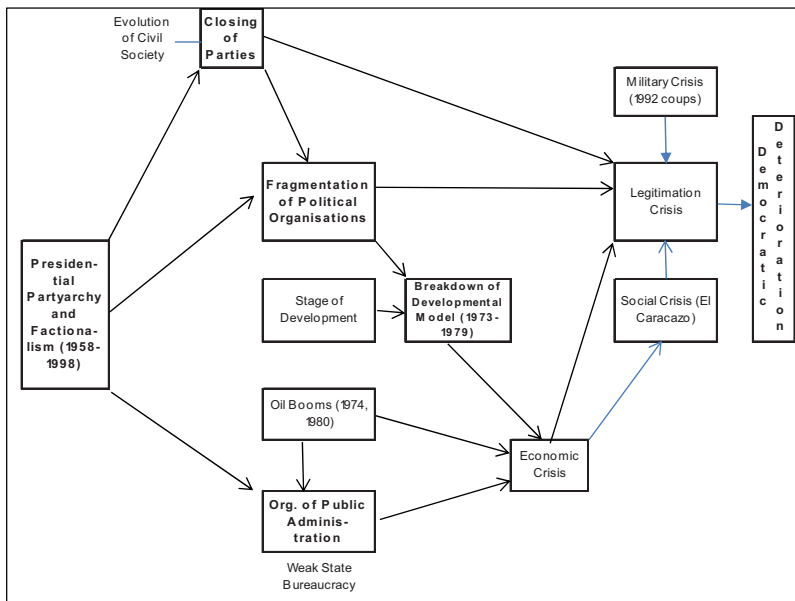 Evolution
of Civil
Society
Closing
of
Parties
Military Crisis
(1992 coups)
Democratic
Deterioration
Fragmentation
of Political
Organisations
Legitimation
Crisis
Presiden-
tial
Partyarchy
and
Factiona-
lism (1958-
1998)
Stage of
Development
Breakdown of
Developmental
Model (1973-
1979)
Social Crisis (El
Caracazo)
Oil Booms (1974,
1980)
Economic
Crisis
Org. of Public
Adminis-
tration
Weak State
Bureaucracy